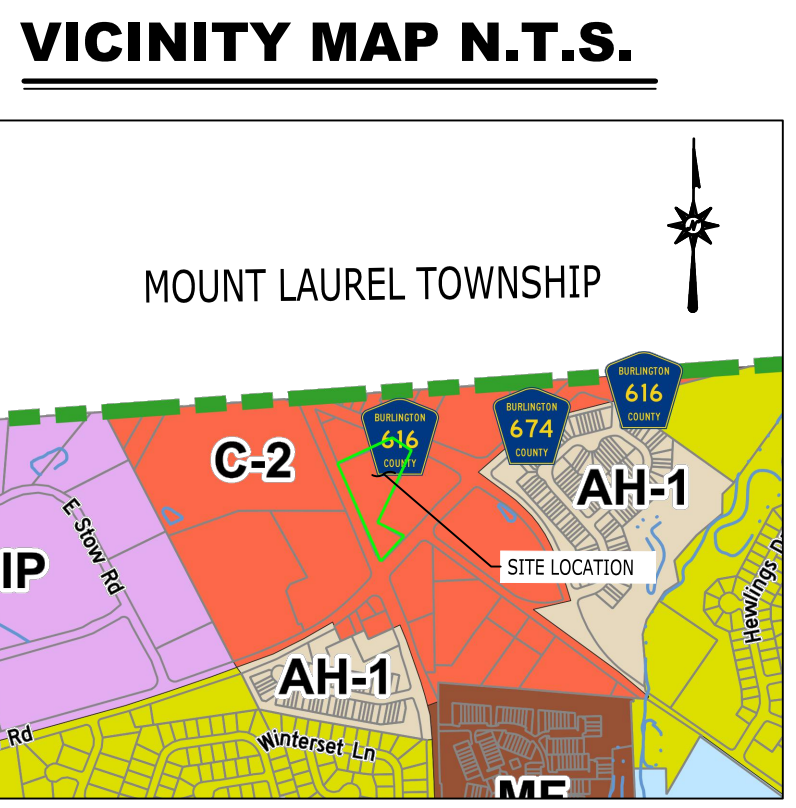 VICINITY MAP N.T.S.
N
MOUNT LAUREL TOWNSHIP
BURLINGTON
616
COUNTY
BURLINGTON
674
COUNTY
BURLINGTON
616
COUNTY
C-2
AH-1
E Stow Rd
IP
SITE LOCATION
Hewlings
AH-1
Rd
Winterset Ln
MF